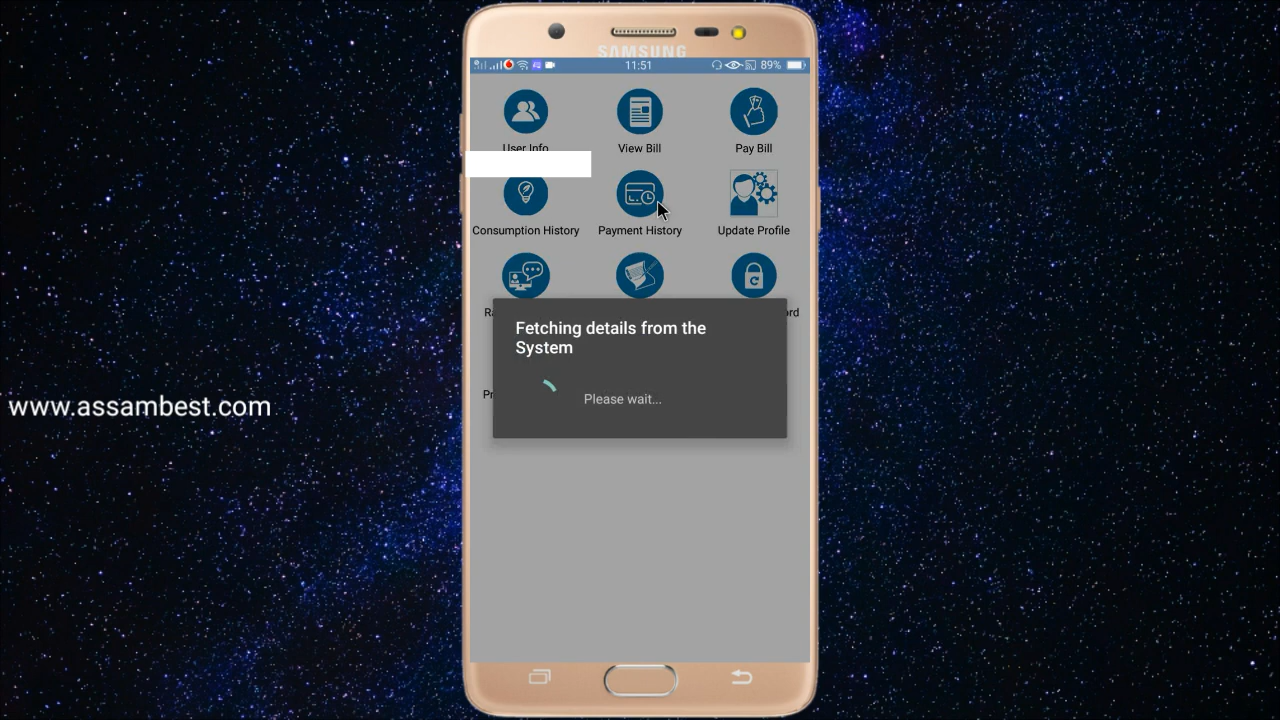 SAMSUNG
11:51
89%
User Info
View Bill
Pay Bill
Consumption History
Payment History
Update Profile
Fetching details from the
System
Please wait...
www.assambest.com